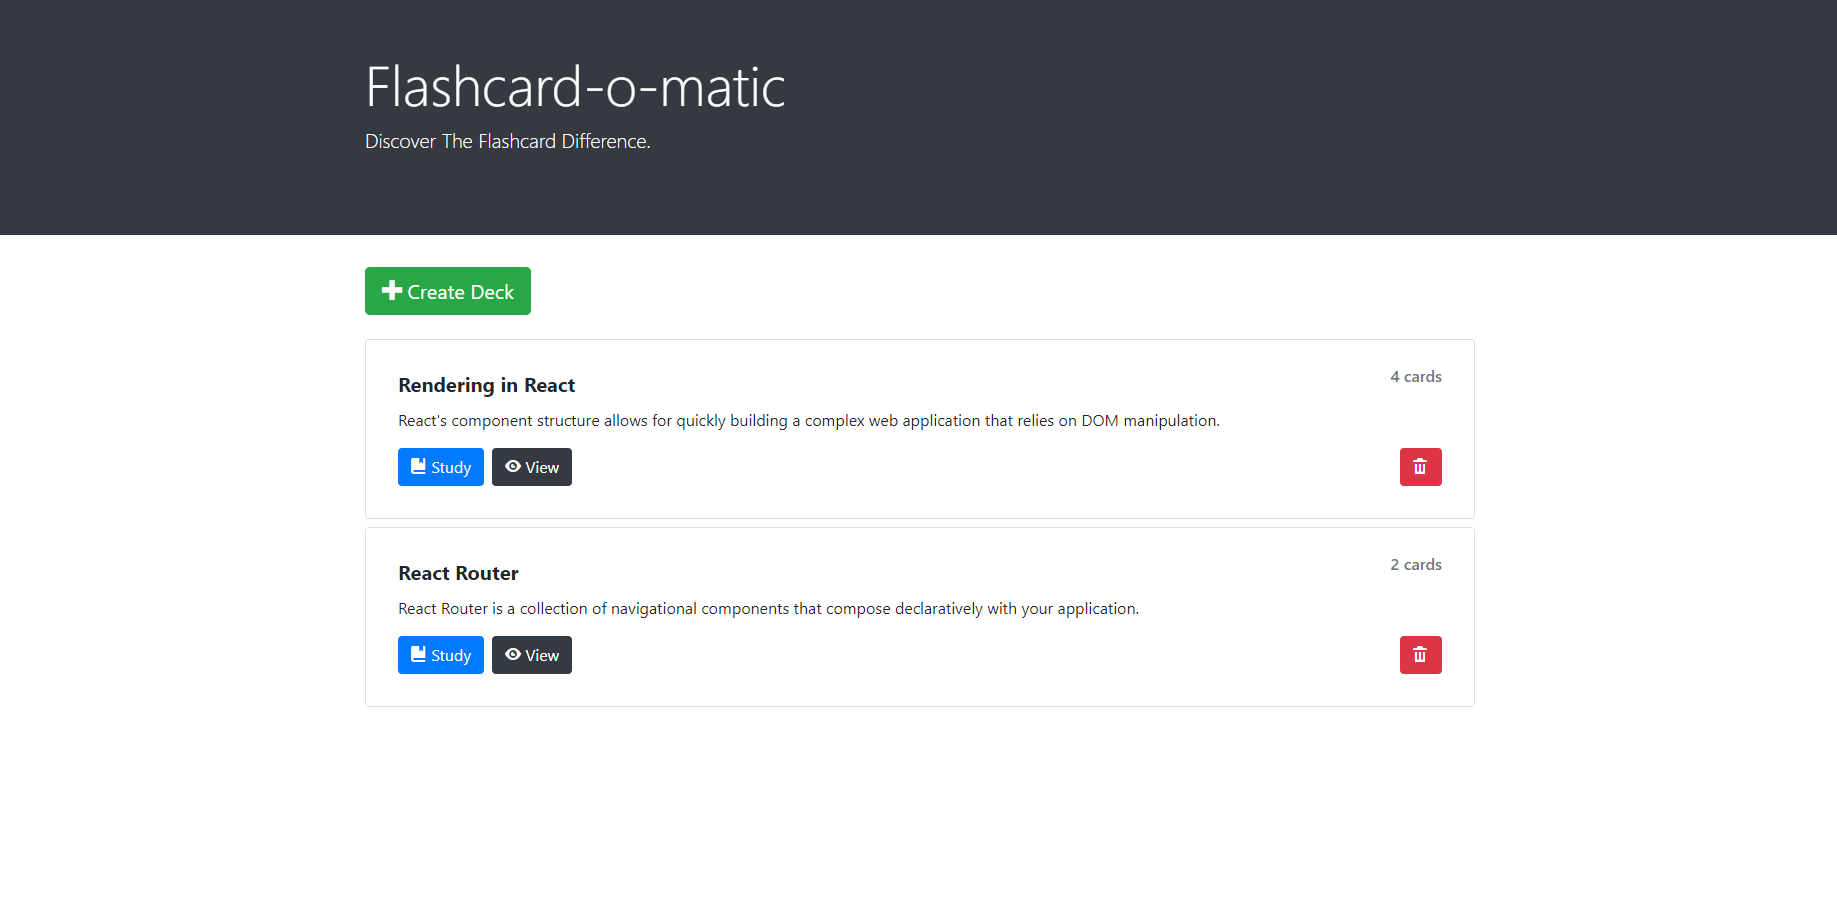 Flashcard-o-matic
Discover The Flashcard Difference.
Create Deck
Rendering in React
4 cards
React's component structure allows for quickly building a complex web application that relies on DOM manipulation.
Study View
React Router
2 cards
React Router is a collection of navigational components that compose declaratively with your application.
Study View